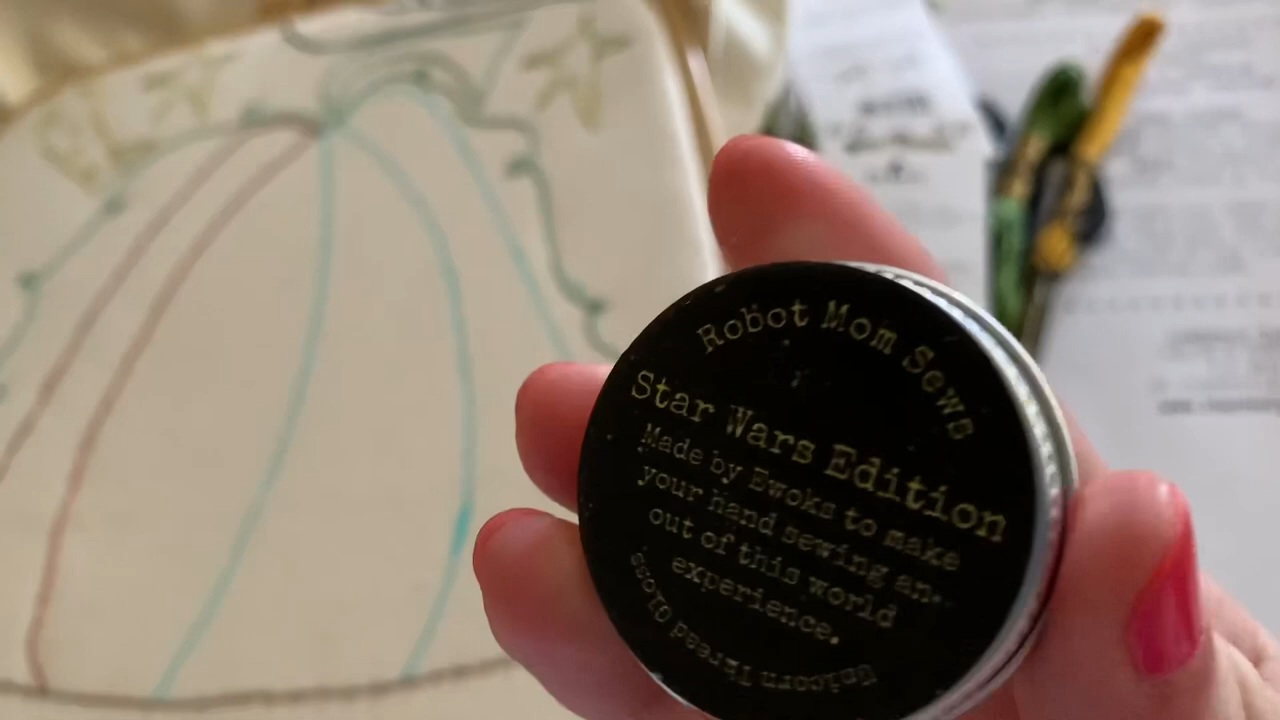 Robot Mom Sews
Star Wars Edition
Made by Ewoks to make
your hand sewing an
out of this world
experience.
Unicorn Thread Gloss